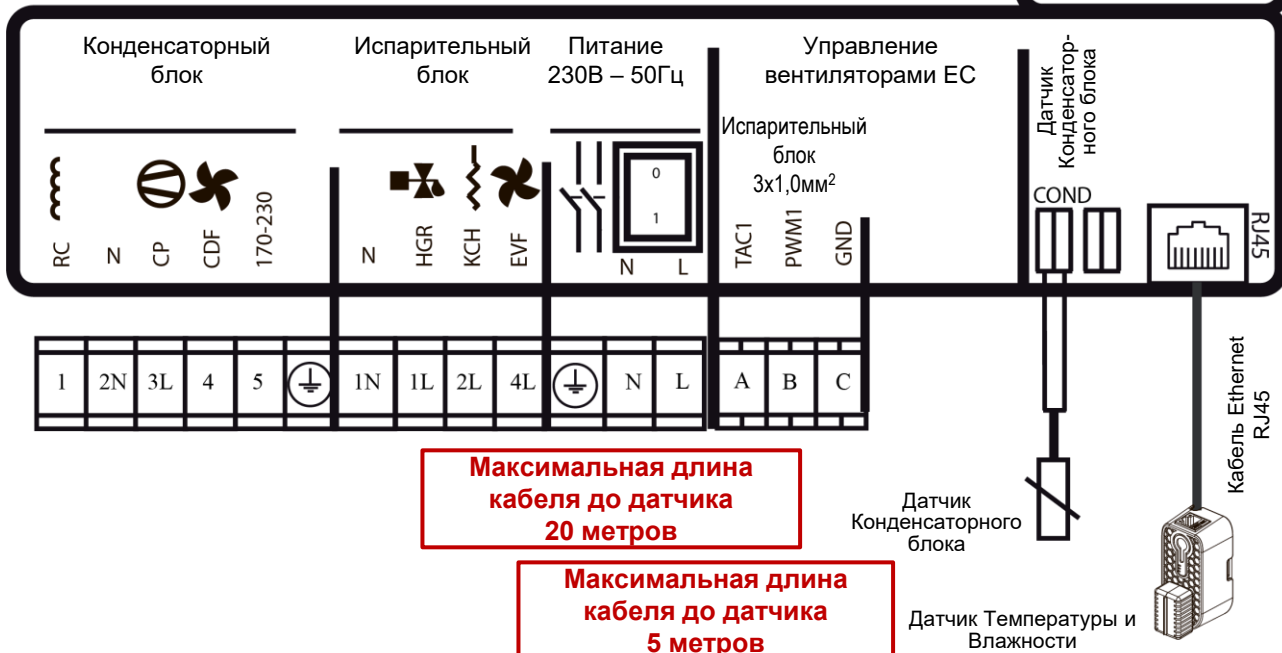 Конденсаторный
блок
Испарительный
блок
Питание
230В – 50Гц
Управление
вентиляторами EC
Датчик
Конденсатор-
ного блока
Испарительный
блок
3x1,0мм²
RC
N
CP
CDF
170-230
N
HGR
KCH
EVF
0
1
N
L
TAC1
PWM1
GND
COND
RJ45
1
2N
3L
4
5
1N
1L
2L
4L
N
L
A
B
C
Максимальная длина
кабеля до датчика
20 метров
Максимальная длина
кабеля до датчика
5 метров
Датчик
Конденсаторного
блока
Кабель Ethernet
RJ45
Датчик Температуры и
Влажности